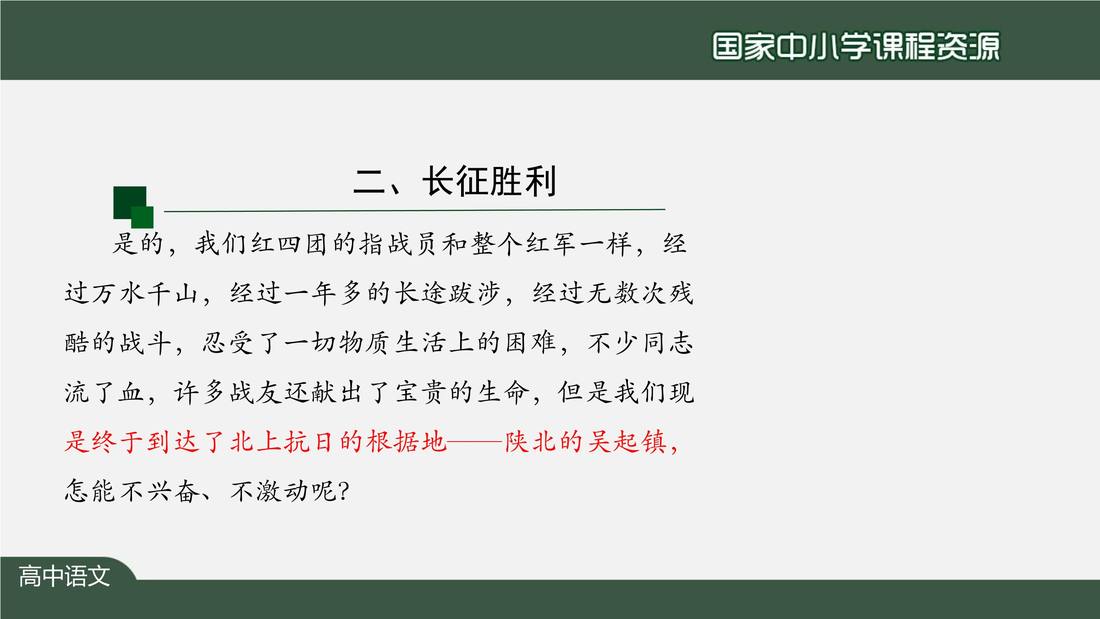 国家中小学课程资源
二、长征胜利
是的，我们红四团的指战员和整个红军一样，经
过万水千山，经过一年多的长途跋涉，经过无数次残
酷的战斗，忍受了一切物质生活上的困难，不少同志
流了血，许多战友还献出了宝贵的生命，但是我们现
是终于到达了北上抗日的根据地——陕北的吴起镇，
怎能不兴奋、不激动呢？
高中语文